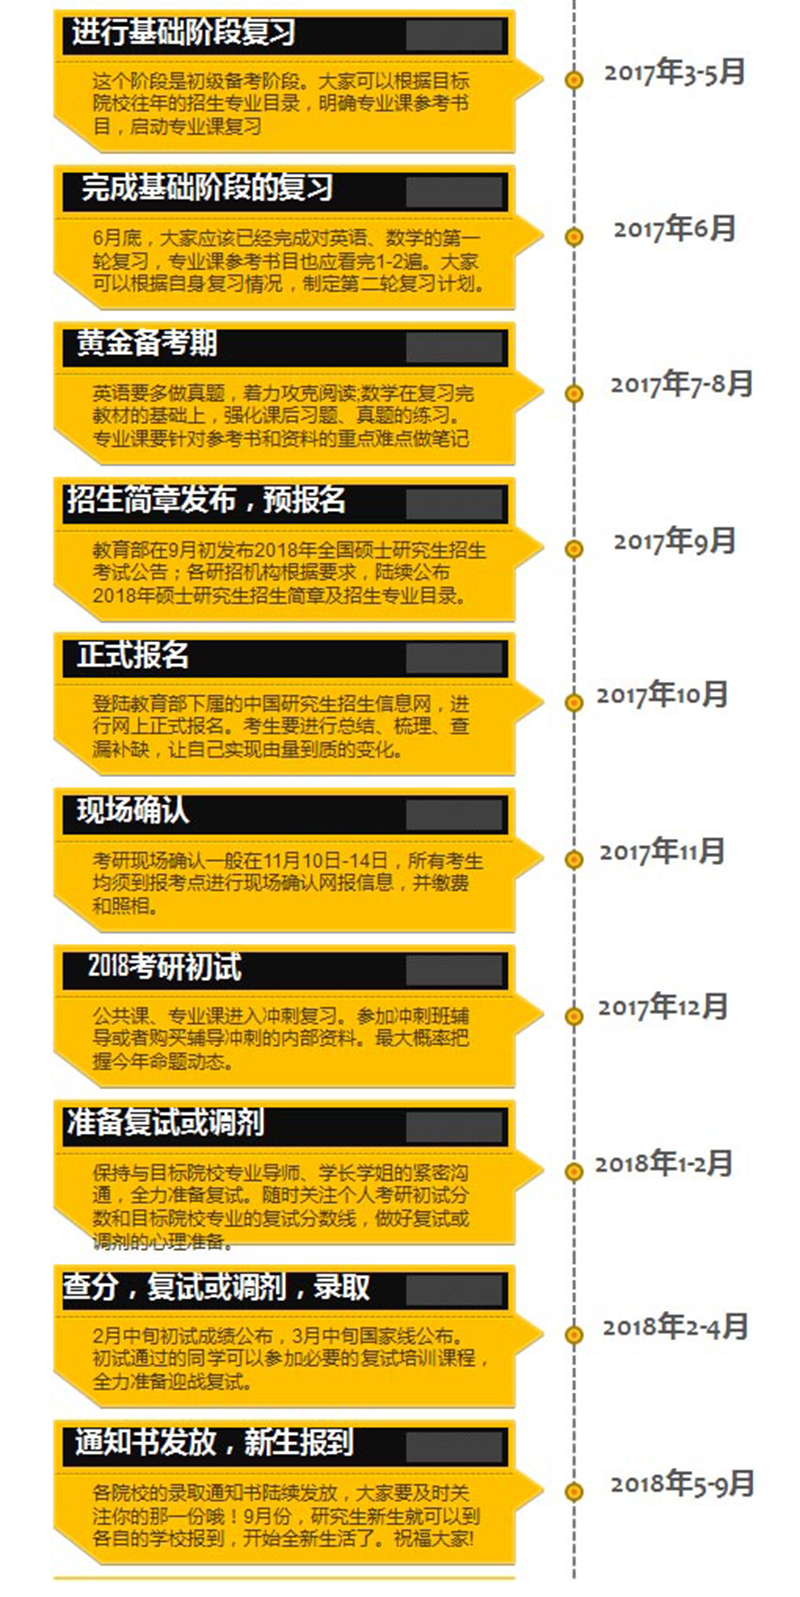 进行基础阶段复习
2017年3-5月
这个阶段是初级备考阶段。大家可以根据目标
院校往年的招生专业目录，明确专业课参考书
目，启动专业课复习
完成基础阶段的复习
2017年6月
6月底，大家应该已经完成对英语、数学的第一
轮复习，专业课参考书目也应看完1-2遍。大家
可以根据自身复习情况，制定第二轮复习计划。
黄金备考期
2017年7-8月
英语要多做真题，着力攻克阅读;数学在复习完
教材的基础上，强化课后习题、真题的练习。
专业课要针对参考书和资料的重点难点做笔记
招生简章发布，预报名
2017年9月
教育部在9月初发布2018年全国硕士研究生招生
考试公告；各研招机构根据要求，陆续公布
2018年硕士研究生招生简章及招生专业目录。
正式报名
2017年10月
登陆教育部下属的中国研究生招生信息网，进
行网上正式报名。考生要进行总结、梳理、查
漏补缺，让自己实现由量到质的变化。
现场确认
2017年11月
考研现场确认一般在11月10日-14日，所有考生
均须到报考点进行现场确认网报信息，并缴费
和照相。
2018考研初试
2017年12月
公共课、专业课进入冲刺复习。参加冲刺班辅
导或者购买辅导冲刺的内部资料。最大概率把
握今年命题动态。
准备复试或调剂
2018年1-2月
保持与目标院校专业导师、学长学姐的紧密沟
通，全力准备复试。随时关注个人考研初试分
数和目标院校专业的复试分数线，做好复试或
调剂的心理准备。
查分，复试或调剂，录取
2018年2-4月
2月中旬初试成绩公布，3月中旬国家线公布。
初试通过的同学可以参加必要的复试培训课程，
全力准备迎战复试。
通知书发放，新生报到
2018年5-9月
各院校的录取通知书陆续发放，大家要及时关
注你的那一份哦！9月份，研究生新生就可以到
各自的学校报到，开始全新生活了。祝福大家!